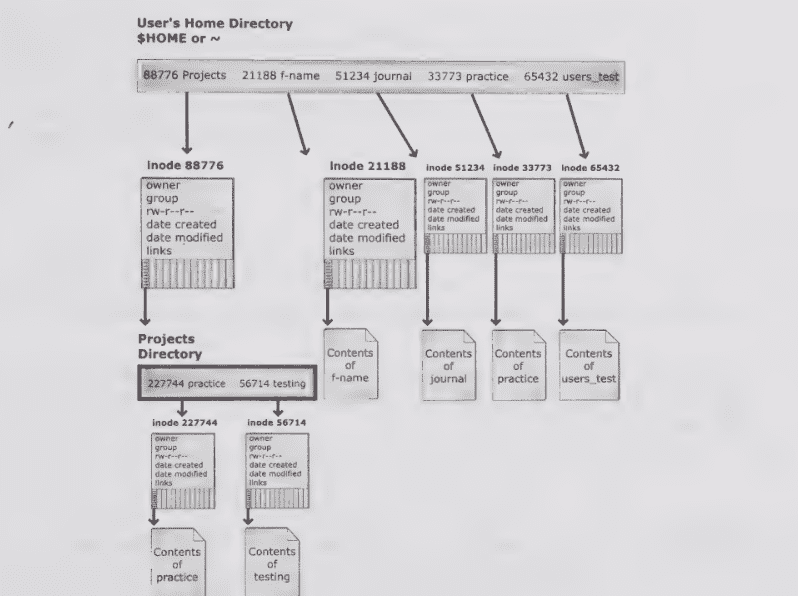 User's Home Directory
$HOME or ~
88776 Projects 21188 f-name 51234 journal 33773 practice 65432 users_test
inode 88776
owner
group
rw-r--r--
date created
date modified
links
inode 21188
owner
group
rw-r--r--
date created
date modified
links
inode 51234
owner
group
rw-r--r--
date created
date modified
links
inode 33773
owner
group
rw-r--r--
date created
date modified
links
inode 65432
owner
group
rw-r--r--
date created
date modified
links
Contents
of
f-name
Contents
of
journal
Contents
of
practice
Contents
of
users_test
Projects
Directory
227744 practice 56714 testing
inode 227744
owner
group
rw-r--r--
date created
date modified
links
inode 56714
owner
group
rw-r--r--
date created
date modified
links
Contents
of
practice
Contents
of
testing